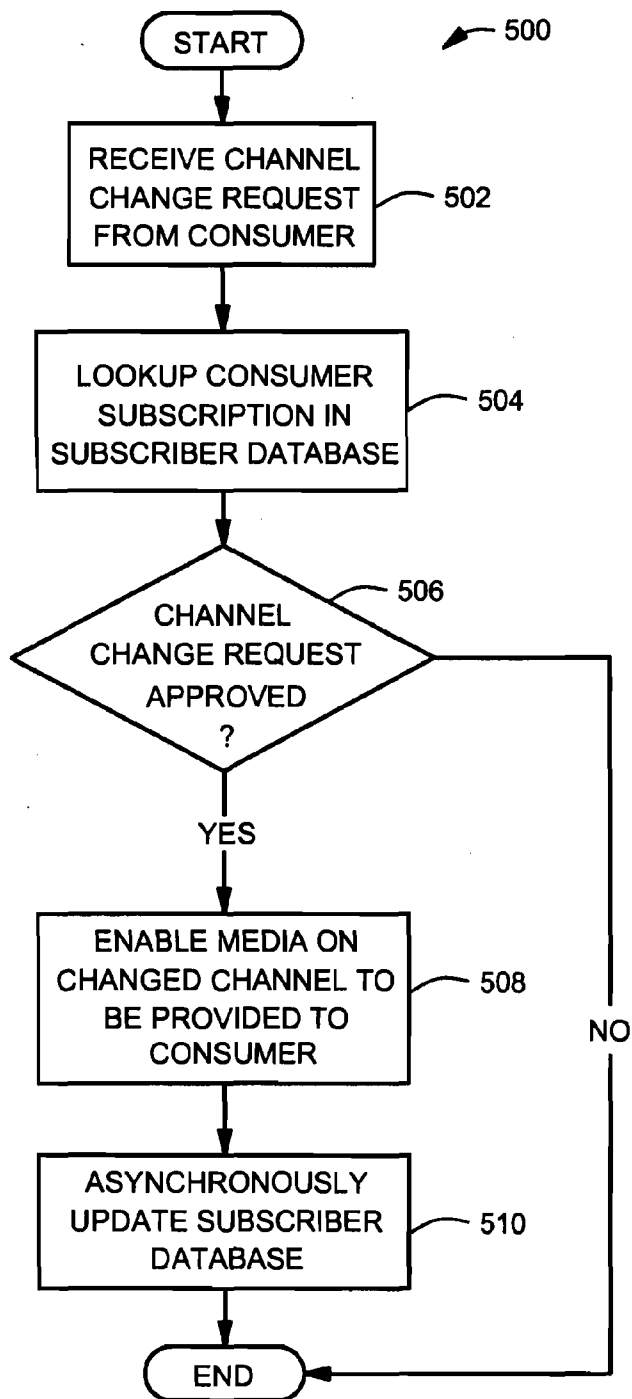 START
500
RECEIVE CHANNEL
CHANGE REQUEST
FROM CONSUMER
502
LOOKUP CONSUMER
SUBSCRIPTION IN
SUBSCRIBER DATABASE
504
506
CHANNEL
CHANGE REQUEST
APPROVED
?
YES
NO
ENABLE MEDIA ON
CHANGED CHANNEL TO
BE PROVIDED TO
CONSUMER
508
ASYNCHRONOUSLY
UPDATE SUBSCRIBER
DATABASE
510
END